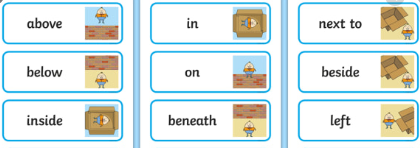 above
in
next to
below
on
beside
inside
beneath
left